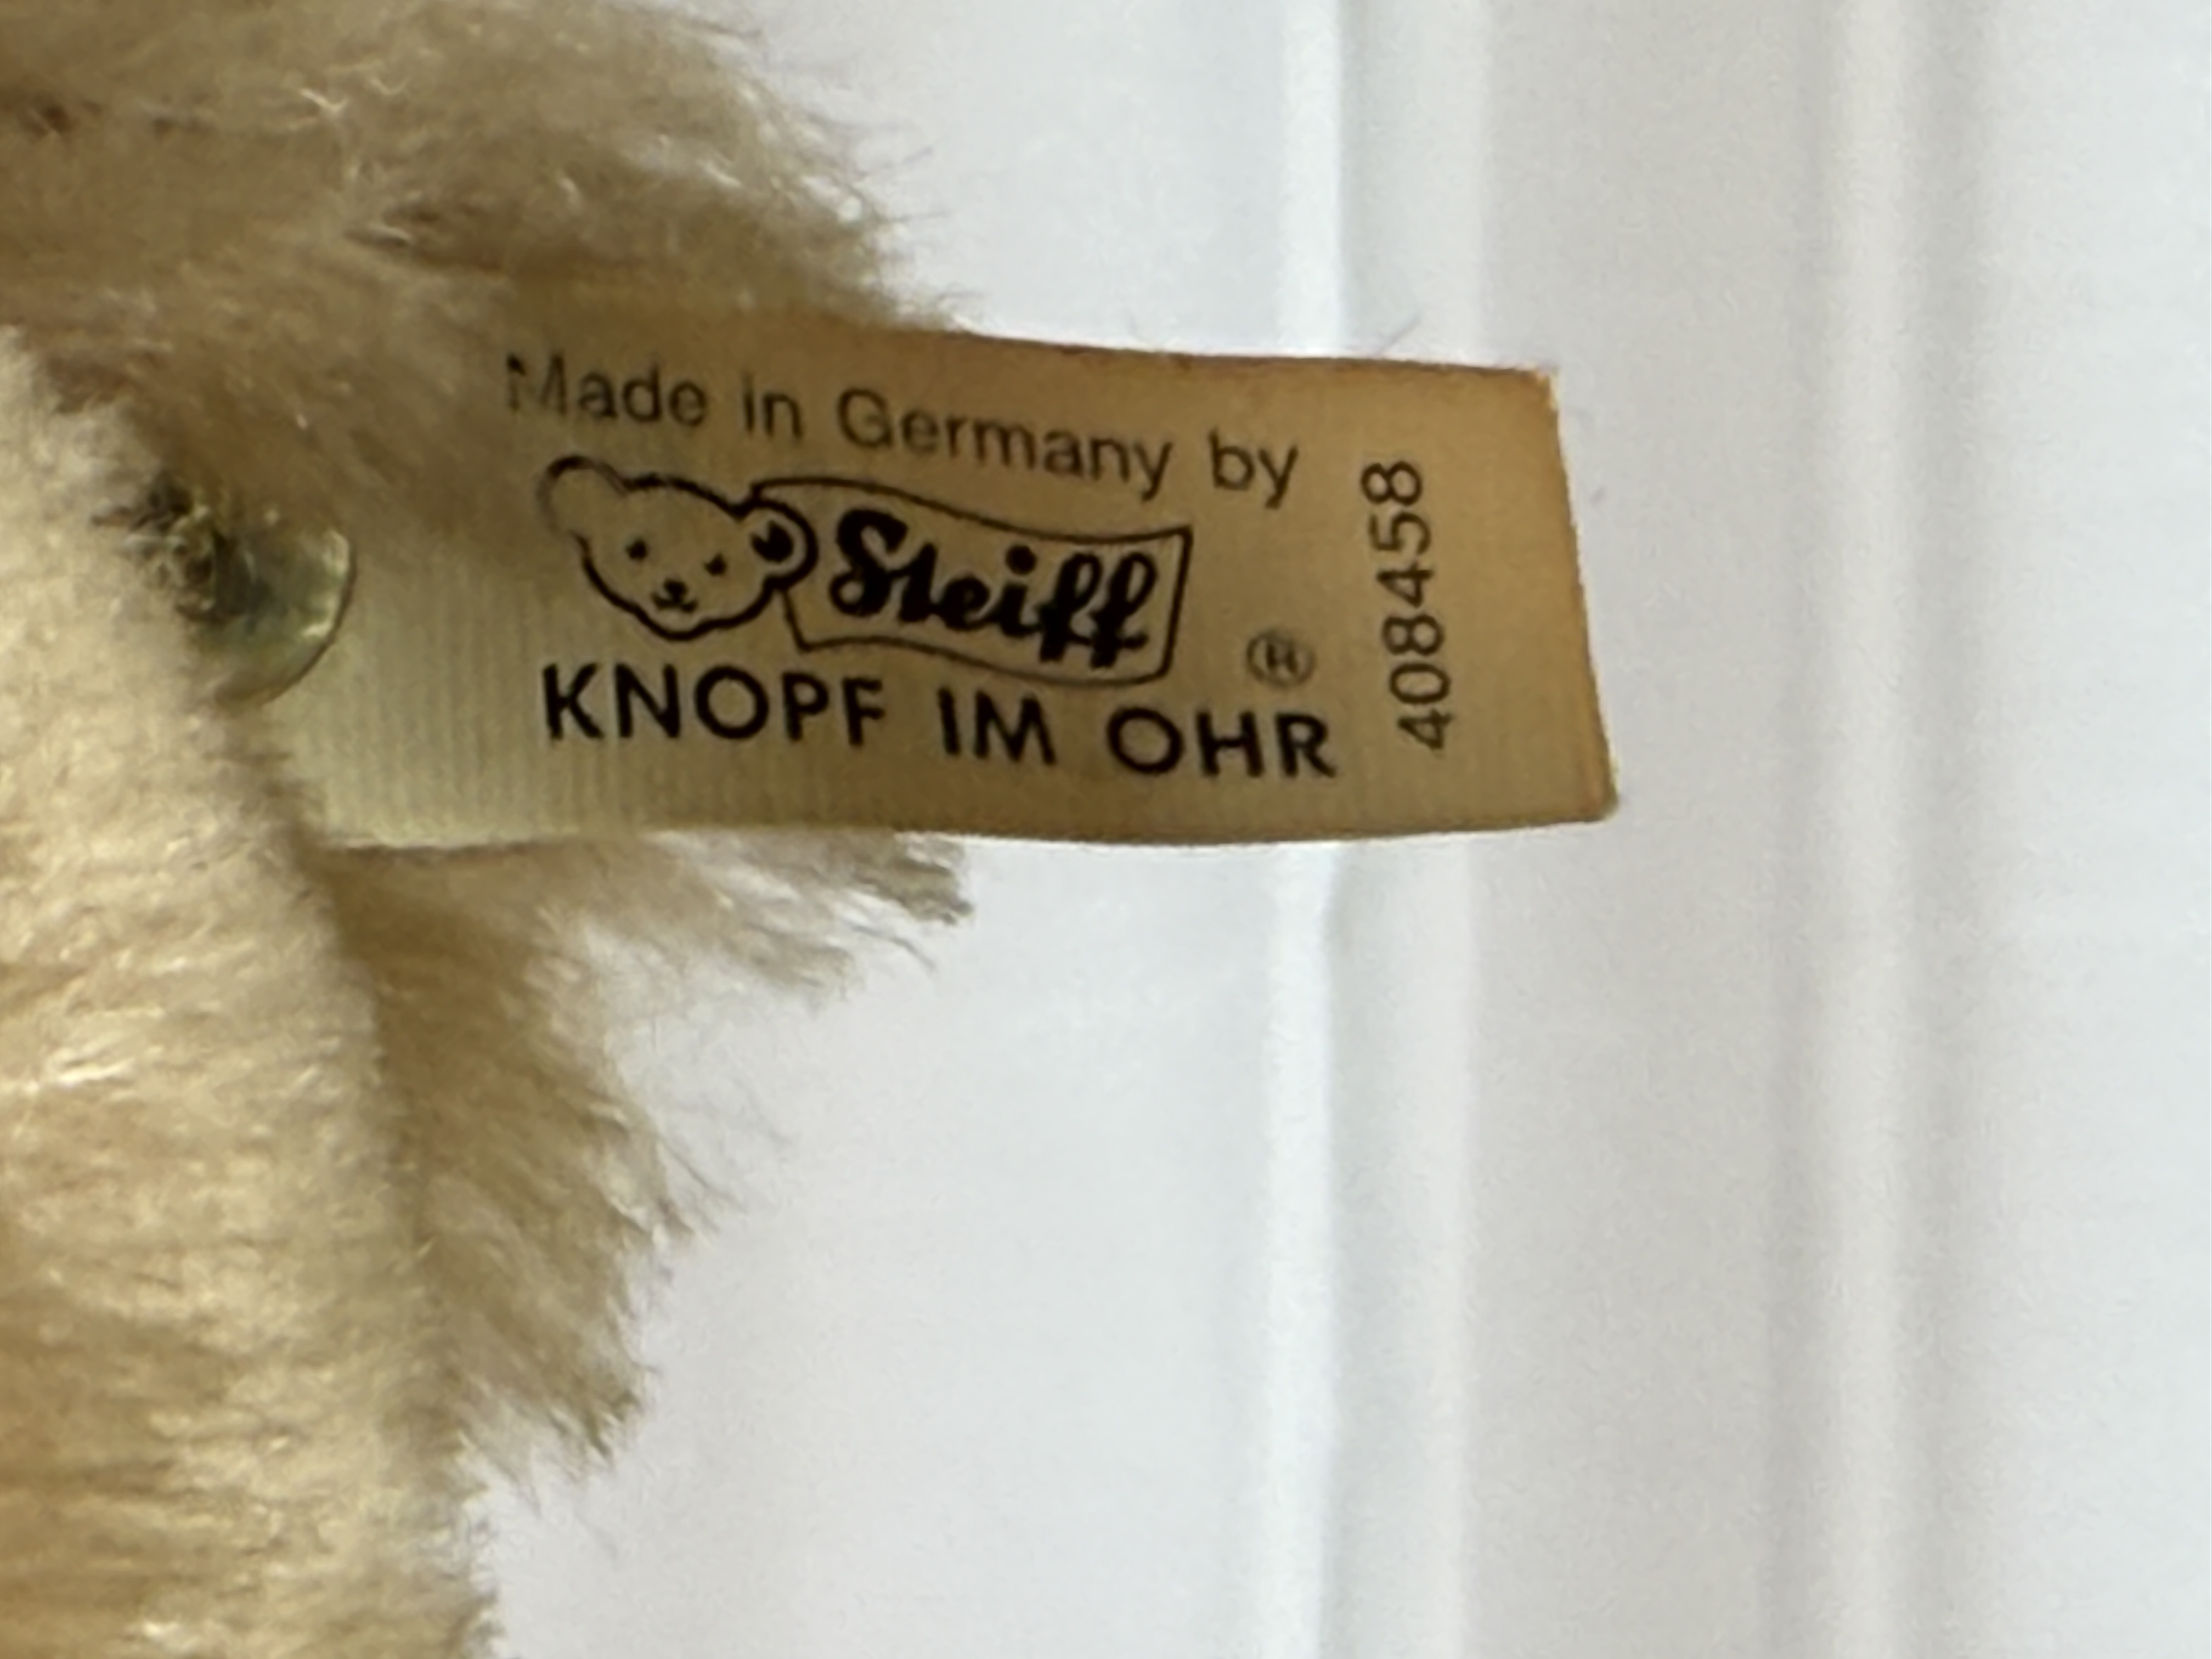 Made in Germany by
Steiff
®
KNOPF IM OHR
408458